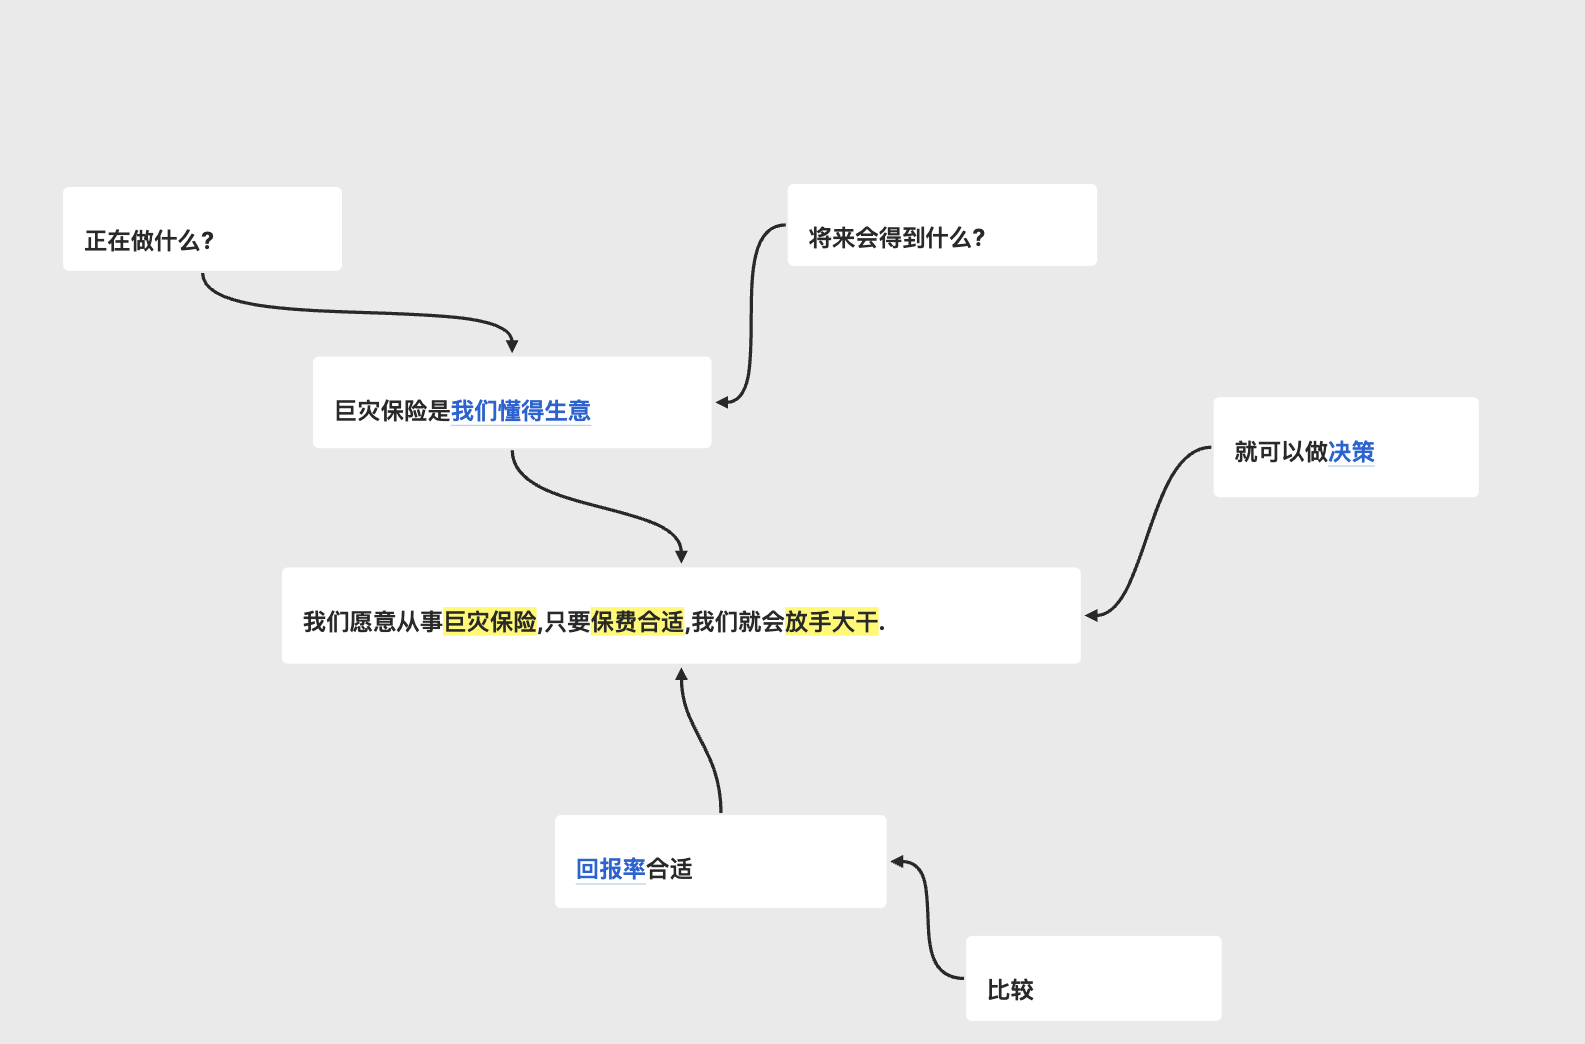 正在做什么?
将来会得到什么?
巨灾保险是我们懂得生意
就可以做决策
我们愿意从事巨灾保险,只要保费合适,我们就会放手大干.
回报率合适
比较